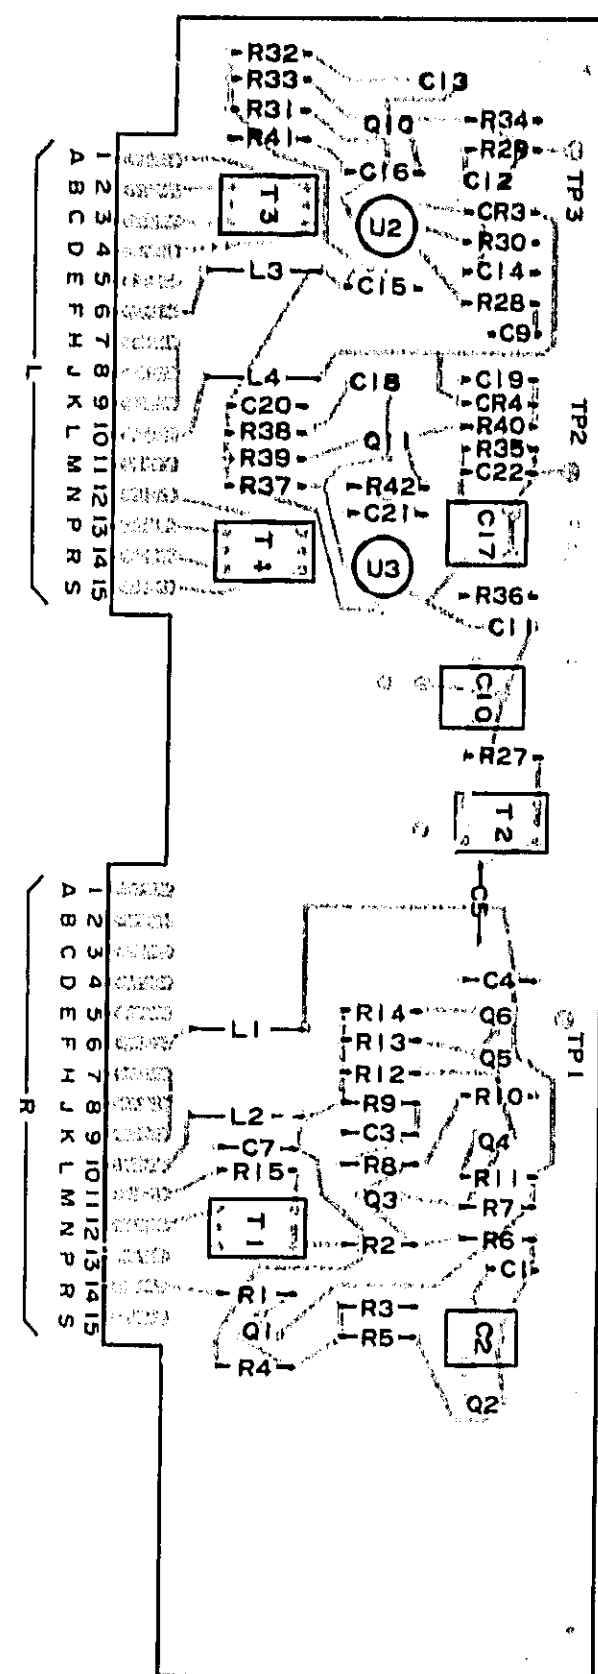 R32
R33
C13
R31
Q10
R34
R41
R29
TP3
C16
C12
T3
U2
CR3
R30
L3
C15
C14
R28
C9
L4
C18
C19
C20
CR4
TP2
R38
Q11
R40
R39
R35
R37
R42
C22
C21
C17
T4
U3
R36
C11
C10
R27
T2
C5
C4
R14
Q6
L1
R13
Q5
TP1
R12
R9
R10
L2
C3
Q4
C7
R8
R15
R11
Q3
R7
T1
R2
R6
C1
R1
R3
Q1
R5
C2
R4
Q2
A 1
B 2
C 3
D 4
E 5
F 6
H 7
J 8
K 9
L 10
M 11
N 12
P 13
R 14
S 15
L
A 1
B 2
C 3
D 4
E 5
F 6
H 7
J 8
K 9
L 10
M 11
N 12
P 13
R 14
S 15
R